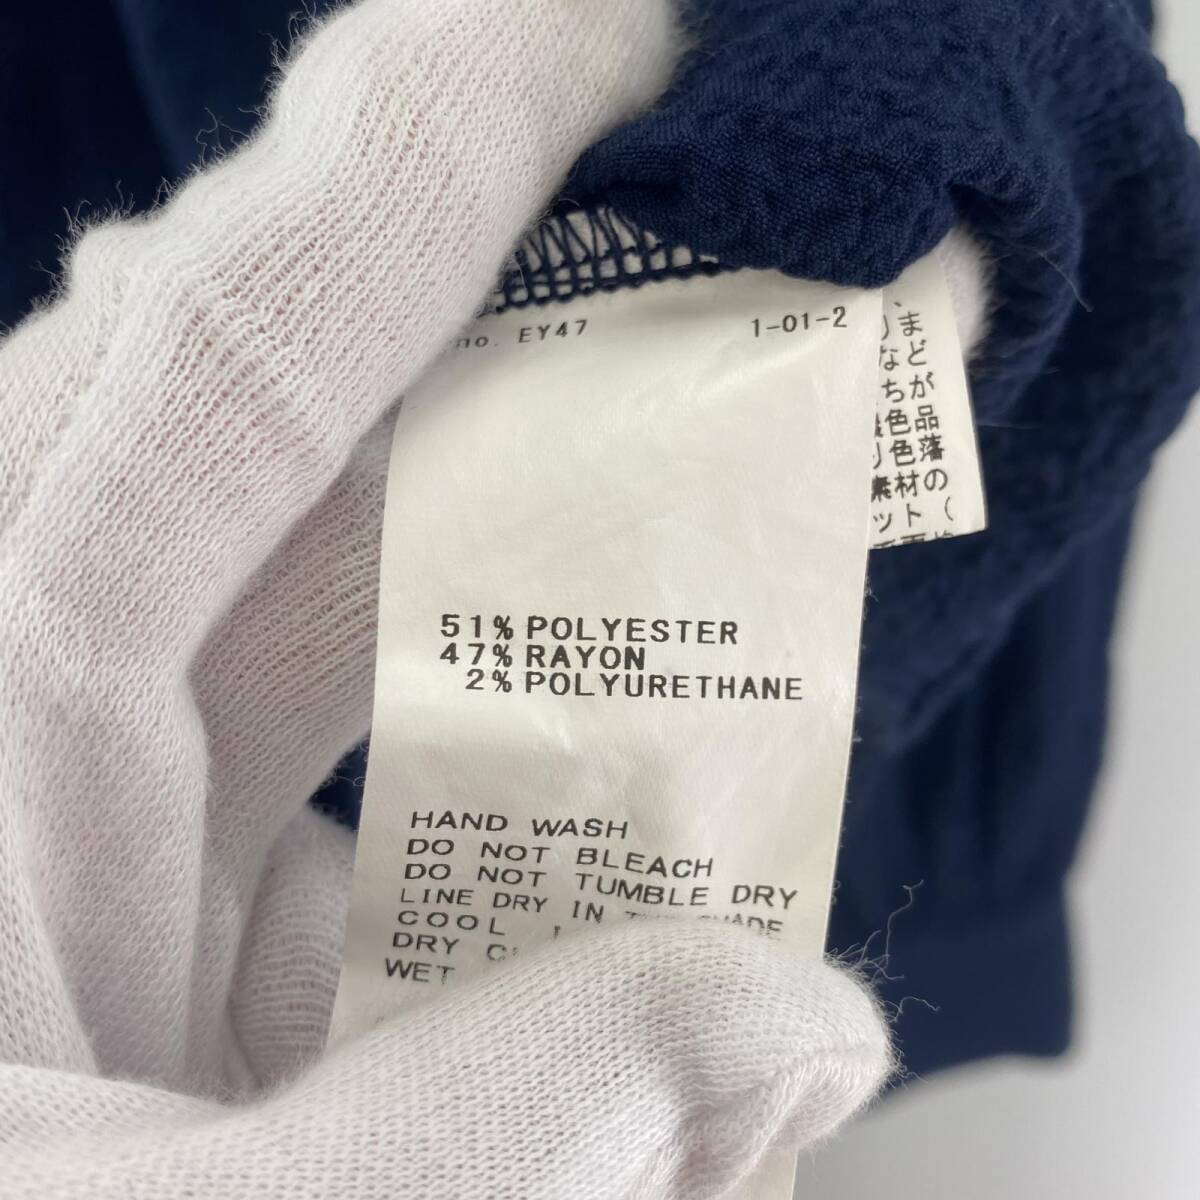 no. EY47 1-01-2
51% POLYESTER
47% RAYON
2% POLYURETHANE
HAND WASH
DO NOT BLEACH
DO NOT TUMBLE DRY
LINE DRY IN SHADE
COOL
DRY
WET
ま
など
ちが
色品
り色落
素材の
ット（